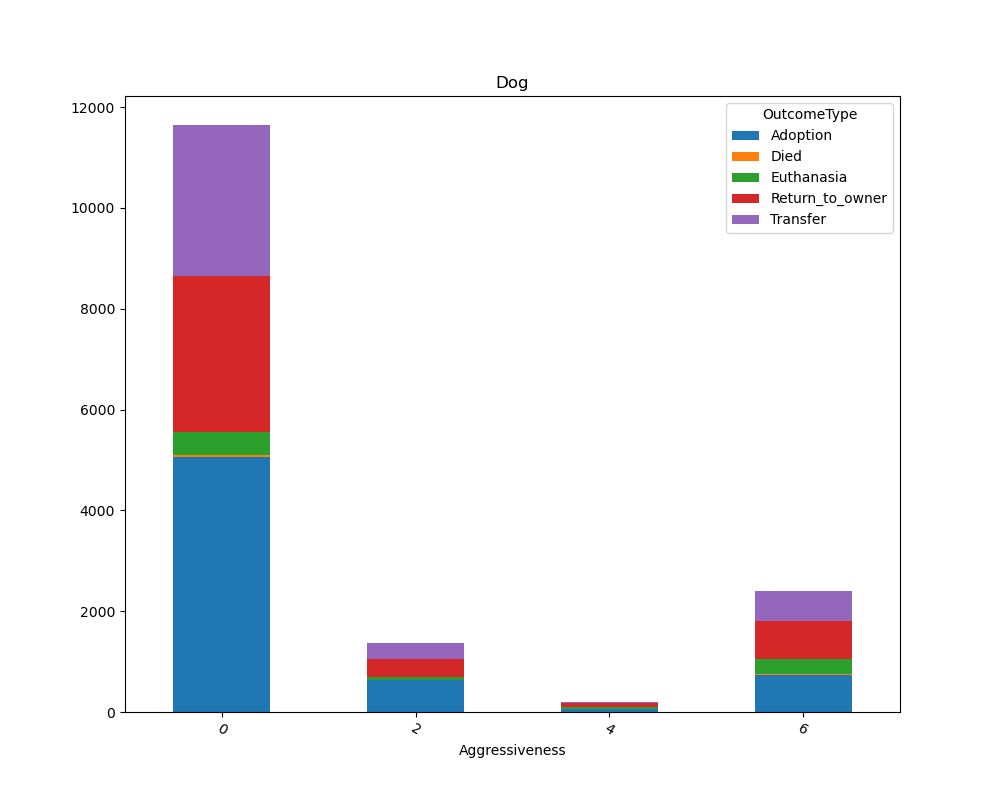 Dog
12000
10000
8000
6000
4000
2000
0
OutcomeType
Adoption
Died
Euthanasia
Return_to_owner
Transfer
0
2
4
6
Aggressiveness